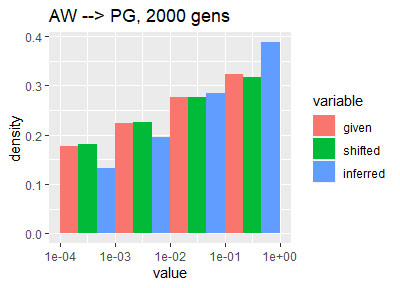 AW --> PG, 2000 gens
0.4
0.3
0.2
0.1
0.0
density
1e-04 1e-03 1e-02 1e-01 1e+00
value
variable
given
shifted
inferred